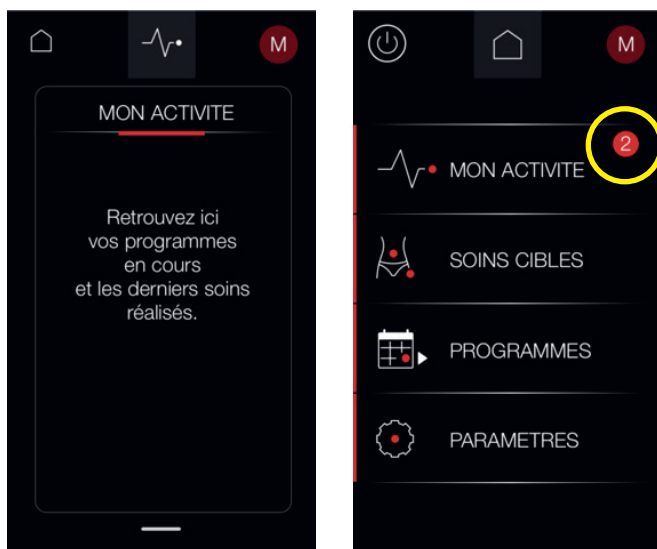 M
MON ACTIVITE
Retrouvez ici
vos programmes
en cours
et les derniers soins
réalisés.
M
2
MON ACTIVITE
SOINS CIBLES
PROGRAMMES
PARAMETRES